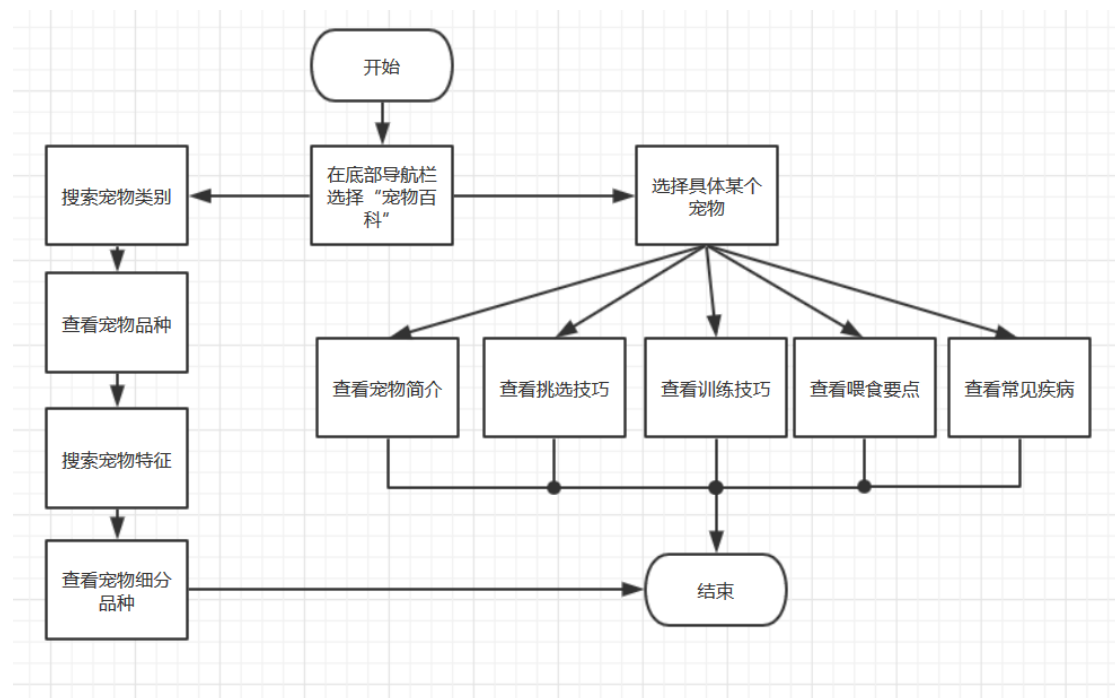 开始
搜索宠物类别
在底部导航栏
选择“宠物百
科”
选择具体某个
宠物
查看宠物品种
查看宠物简介
查看挑选技巧
查看训练技巧
查看喂食要点
查看常见疾病
搜索宠物特征
查看宠物细分
品种
结束